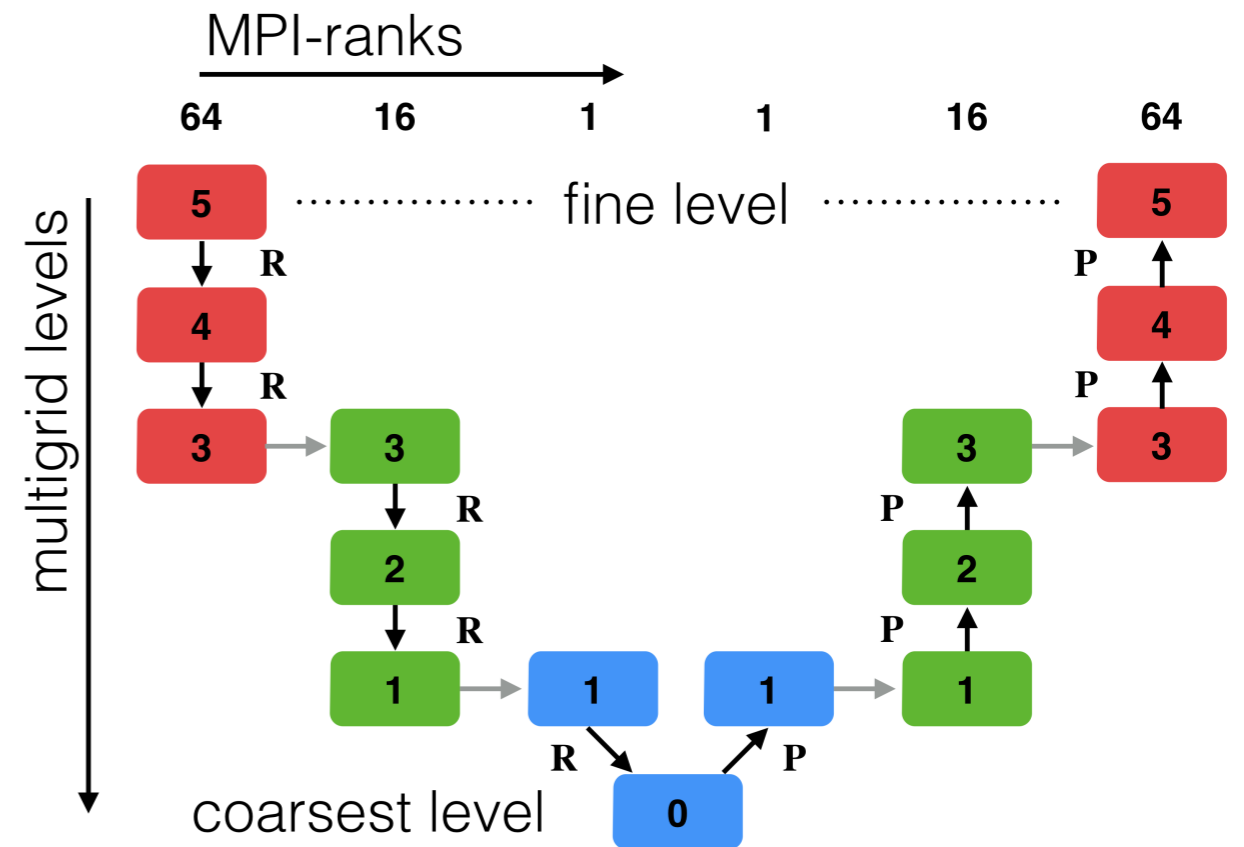 MPI-ranks
64 16 1 1 16 64
5 fine level 5
R P
4 4
R P
3 3 3 3
R P
2 2
R P
1 1 1 1
R P
coarsest level 0
multigrid levels